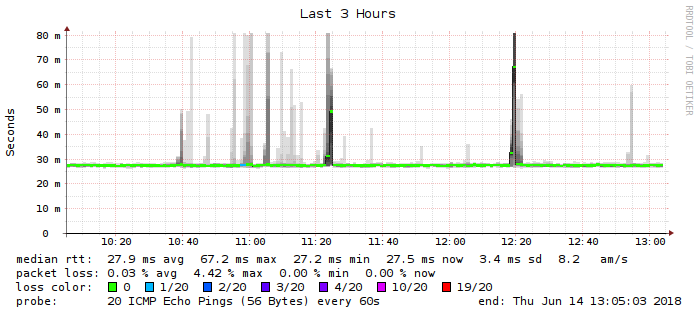 Last 3 Hours
RRDTOOL / TOBI OETIKER
Seconds
80 m
70 m
60 m
50 m
40 m
30 m
20 m
10 m
0
10:20 10:40 11:00 11:20 11:40 12:00 12:20 12:40 13:00
median rtt: 27.9 ms avg 67.2 ms max 27.2 ms min 27.5 ms now 3.4 ms sd 8.2 am/s
packet loss: 0.03 % avg 4.42 % max 0.00 % min 0.00 % now
loss color: 0 1/20 2/20 3/20 4/20 10/20 19/20
probe: 20 ICMP Echo Pings (56 Bytes) every 60s end: Thu Jun 14 13:05:03 2018